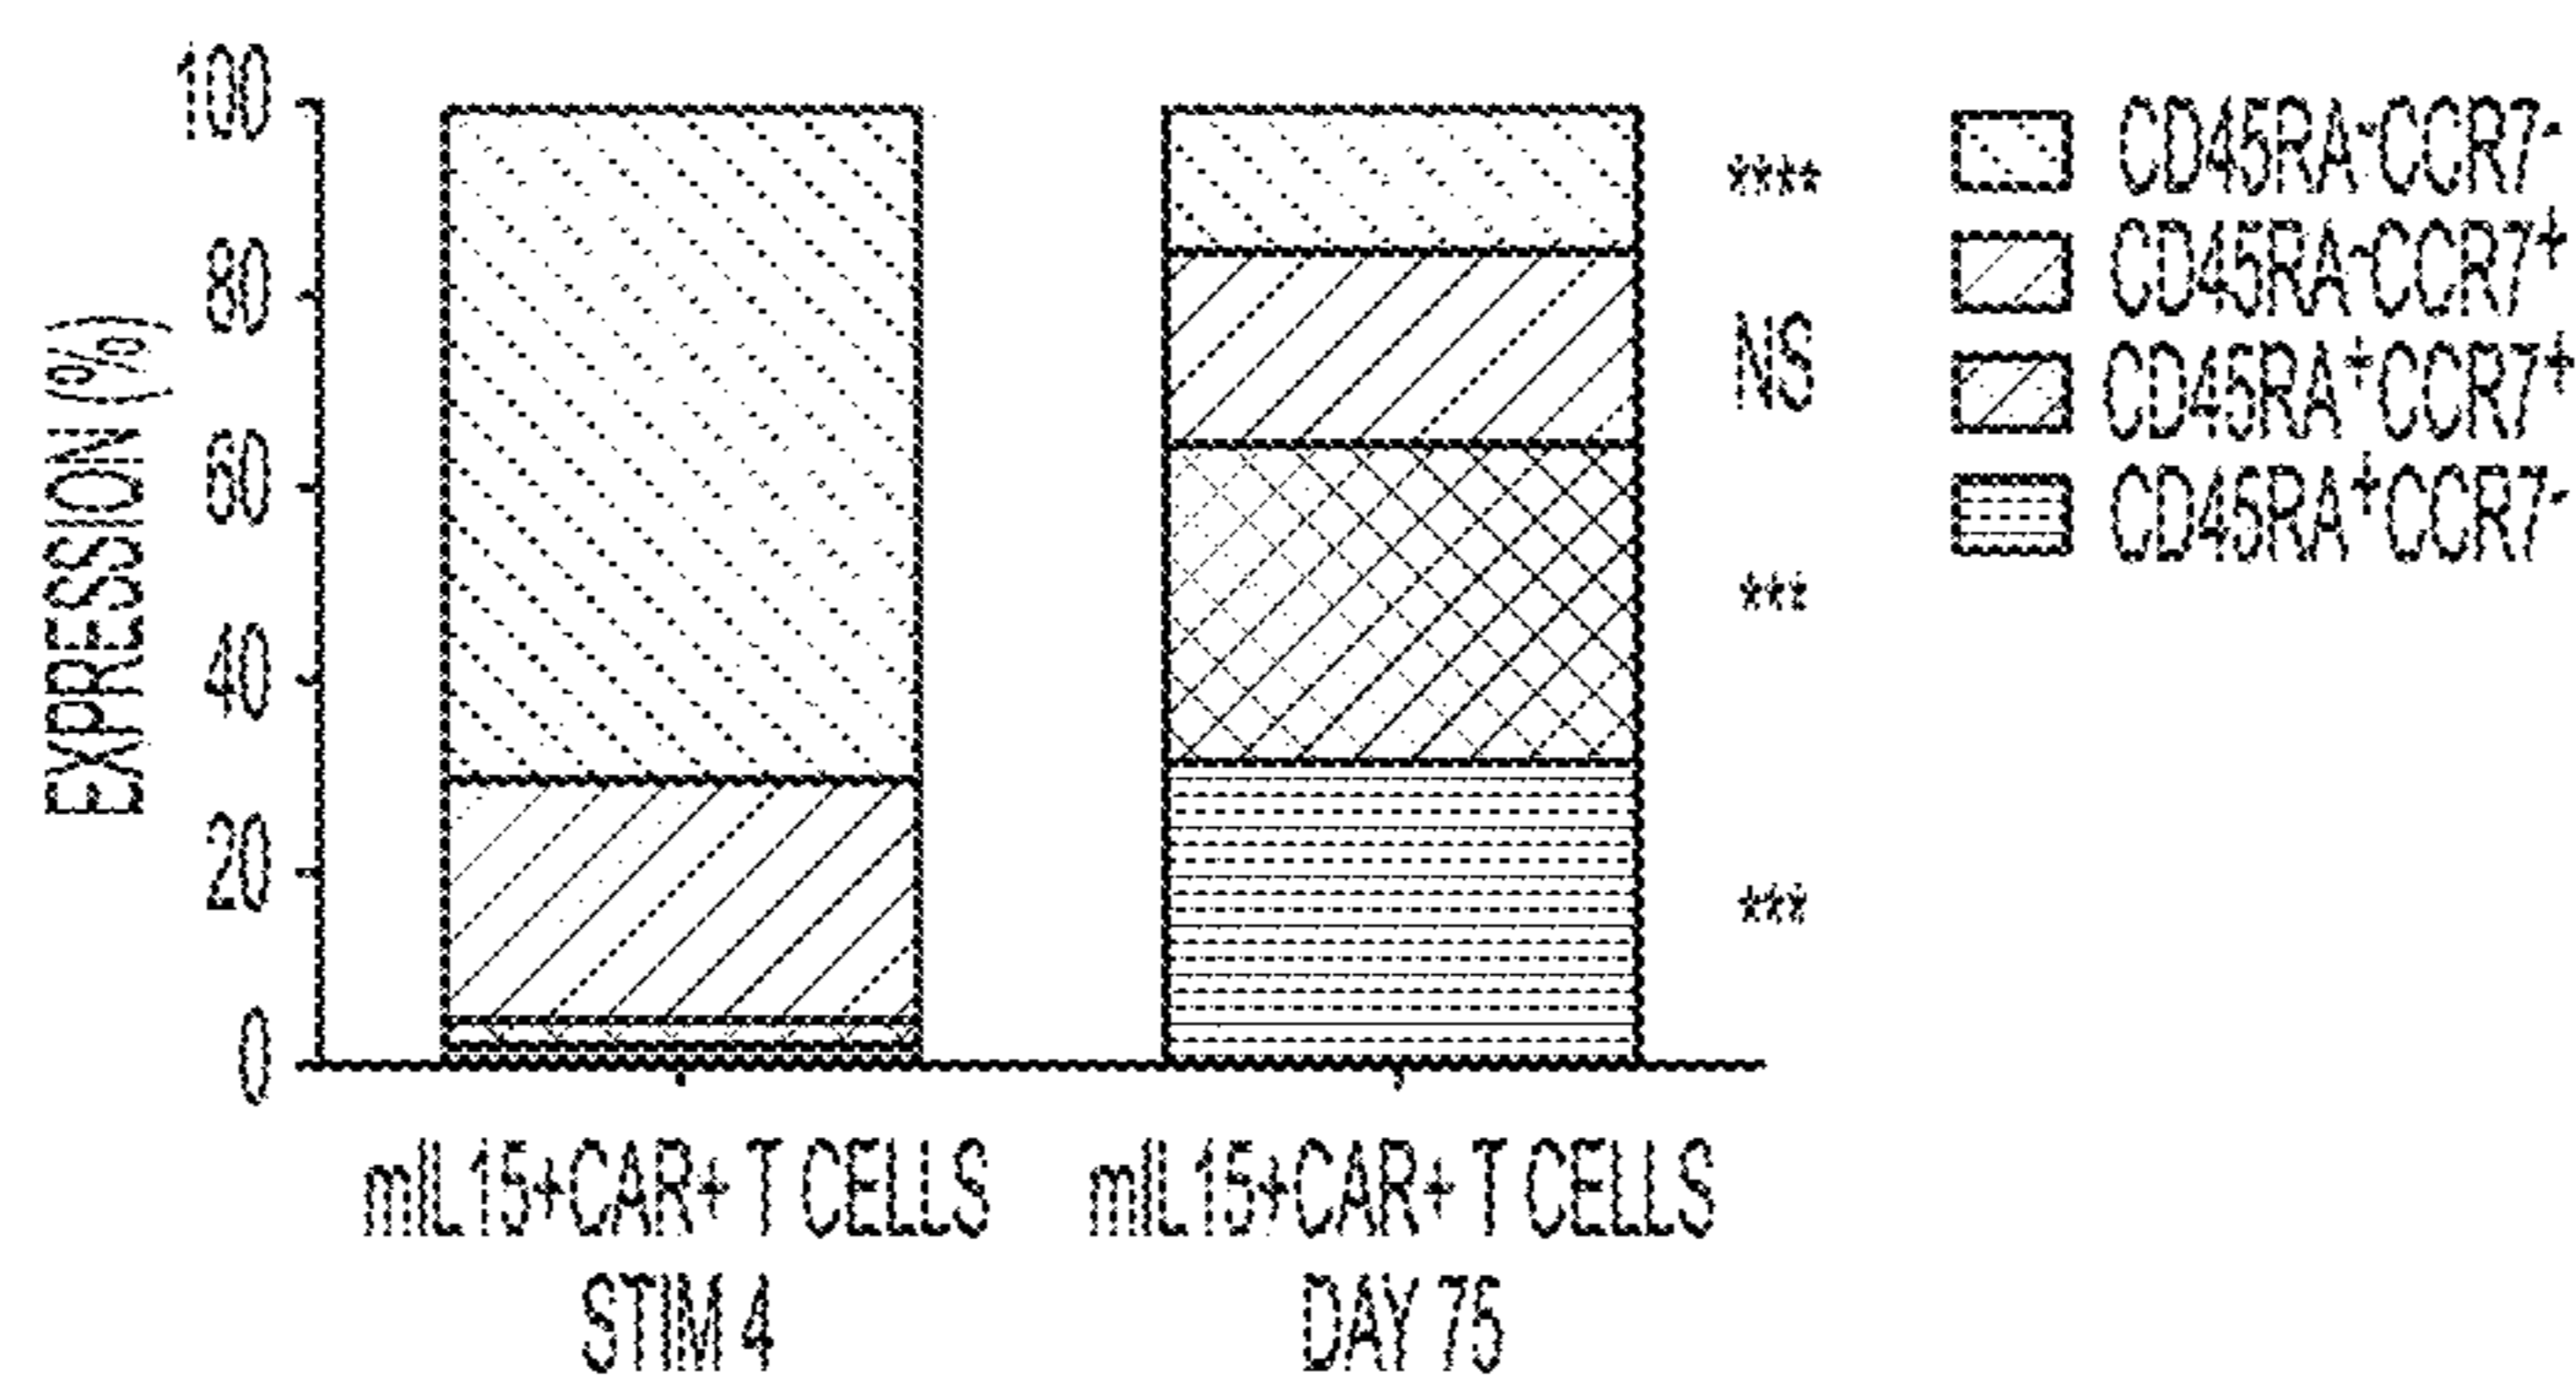 EXPRESSION (%)
100
80
60
40
20
0
****
NS
***
***
CD45RA-CCR7-
CD45RA-CCR7+
CD45RA+CCR7+
CD45RA+CCR7-
mIL15+CAR+ T CELLS
STIM 4
mIL15+CAR+ T CELLS
DAY 75